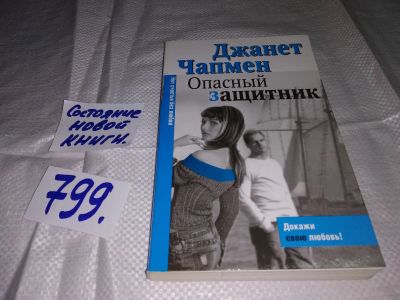 Состояние
новой
книги.
799.
Джанет
Чапмен
Опасный
защитник
Докажи
свою любовь!